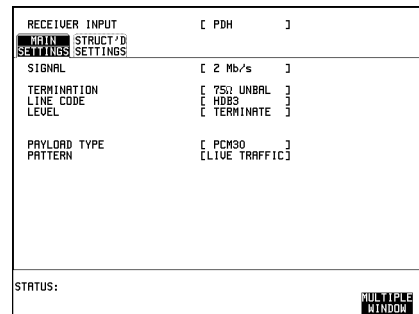 RECEIVER INPUT [ PDH ]
MAIN SETTINGS STRUCT'D SETTINGS
SIGNAL [ 2 Mb/s ]
TERMINATION [ 75Ω UNBAL ]
LINE CODE [ HDB3 ]
LEVEL [ TERMINATE ]
PAYLOAD TYPE [ PCM30 ]
PATTERN [LIVE TRAFFIC]
STATUS:
MULTIPLE
WINDOW